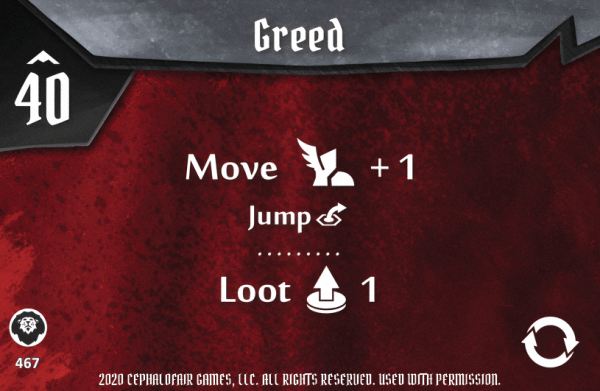 Greed
40
Move + 1
Jump
Loot 1
467
2020 CEPHALOFAIR GAMES, LLC. ALL RIGHTS RESERVED. USED WITH PERMISSION.